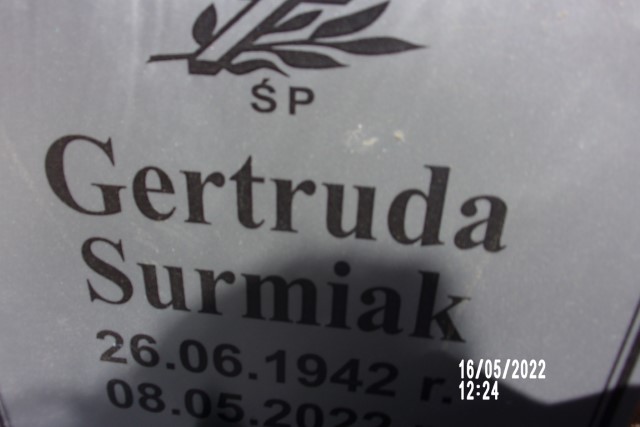 ŚP
Gertruda
Surmiak
26.06.1942 r.
08.05.2022
16/05/2022
12:24